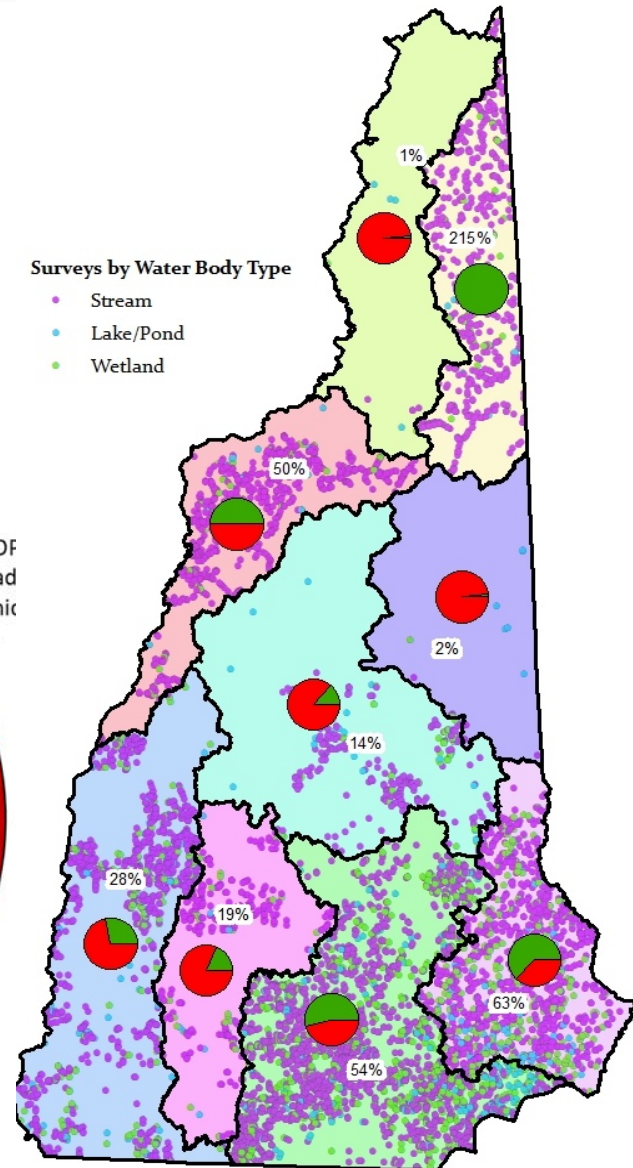 1%
215%
Surveys by Water Body Type
Stream
Lake/Pond
Wetland
50%
2%
14%
28%
19%
63%
54%